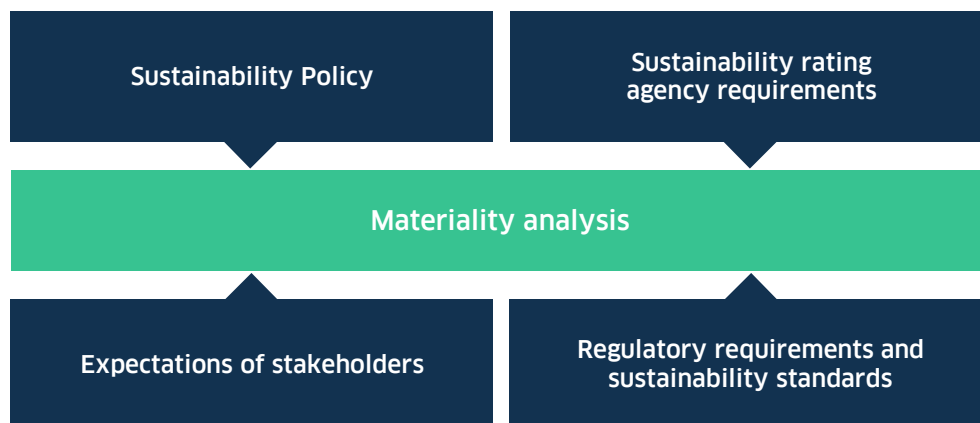 Sustainability Policy
Sustainability rating
agency requirements
Materiality analysis
Expectations of stakeholders
Regulatory requirements and
sustainability standards